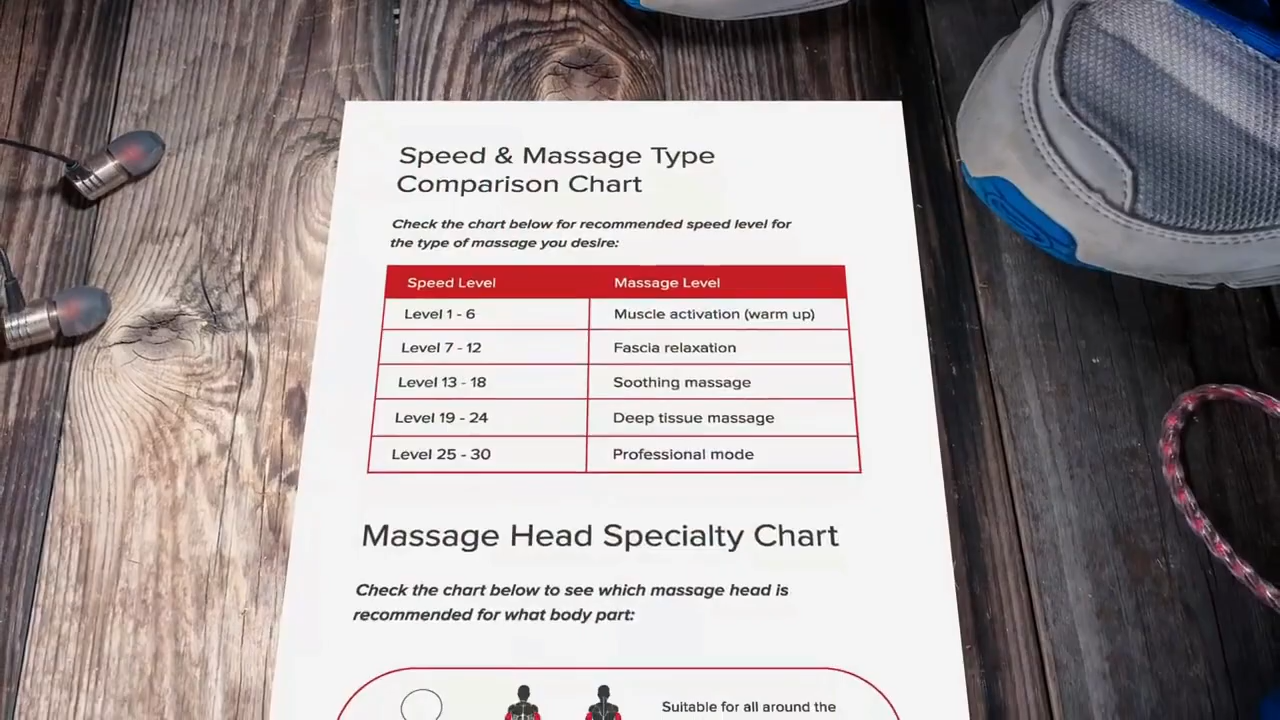 Speed & Massage Type
Comparison Chart
Check the chart below for recommended speed level for
the type of massage you desire:
Speed Level Massage Level
Level 1 - 6 Muscle activation (warm up)
Level 7 - 12 Fascia relaxation
Level 13 - 18 Soothing massage
Level 19 - 24 Deep tissue massage
Level 25 - 30 Professional mode
Massage Head Specialty Chart
Check the chart below to see which massage head is
recommended for what body part:
Suitable for all around the